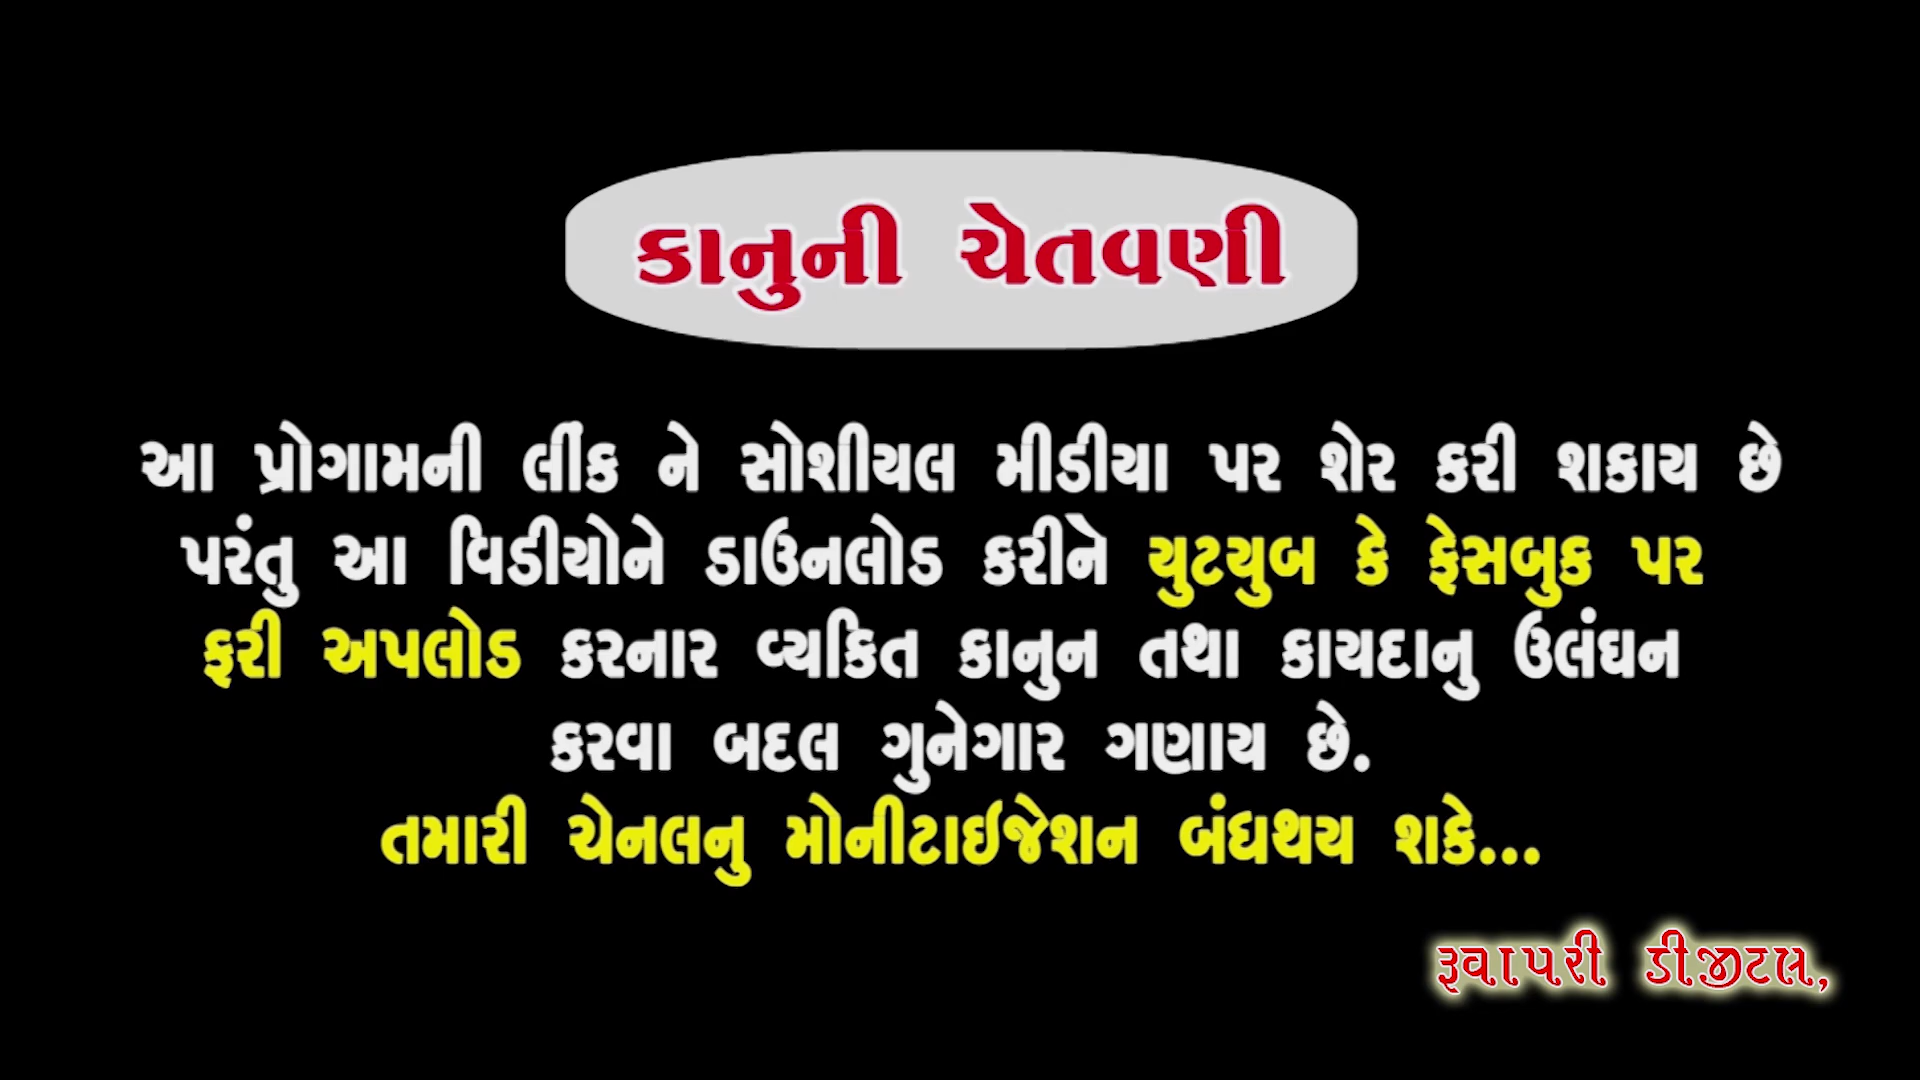 કાનુની ચેતવણી
આ પ્રોગામની લીંક ને સોશીયલ મીડીયા પર શેર કરી શકાય છે
પરંતુ આ વિડીયોને ડાઉનલોડ કરીને યુટયુબ કે ફેસબુક પર
ફરી અપલોડ કરનાર વ્યકિત કાનુન તથા કાયદાનુ ઉલંઘન
કરવા બદલ ગુનેગાર ગણાય છે.
તમારી ચેનલનુ મોનીટાઇજેશન બંધથય શકે...
રૂવાપરી ડીજીટલ,